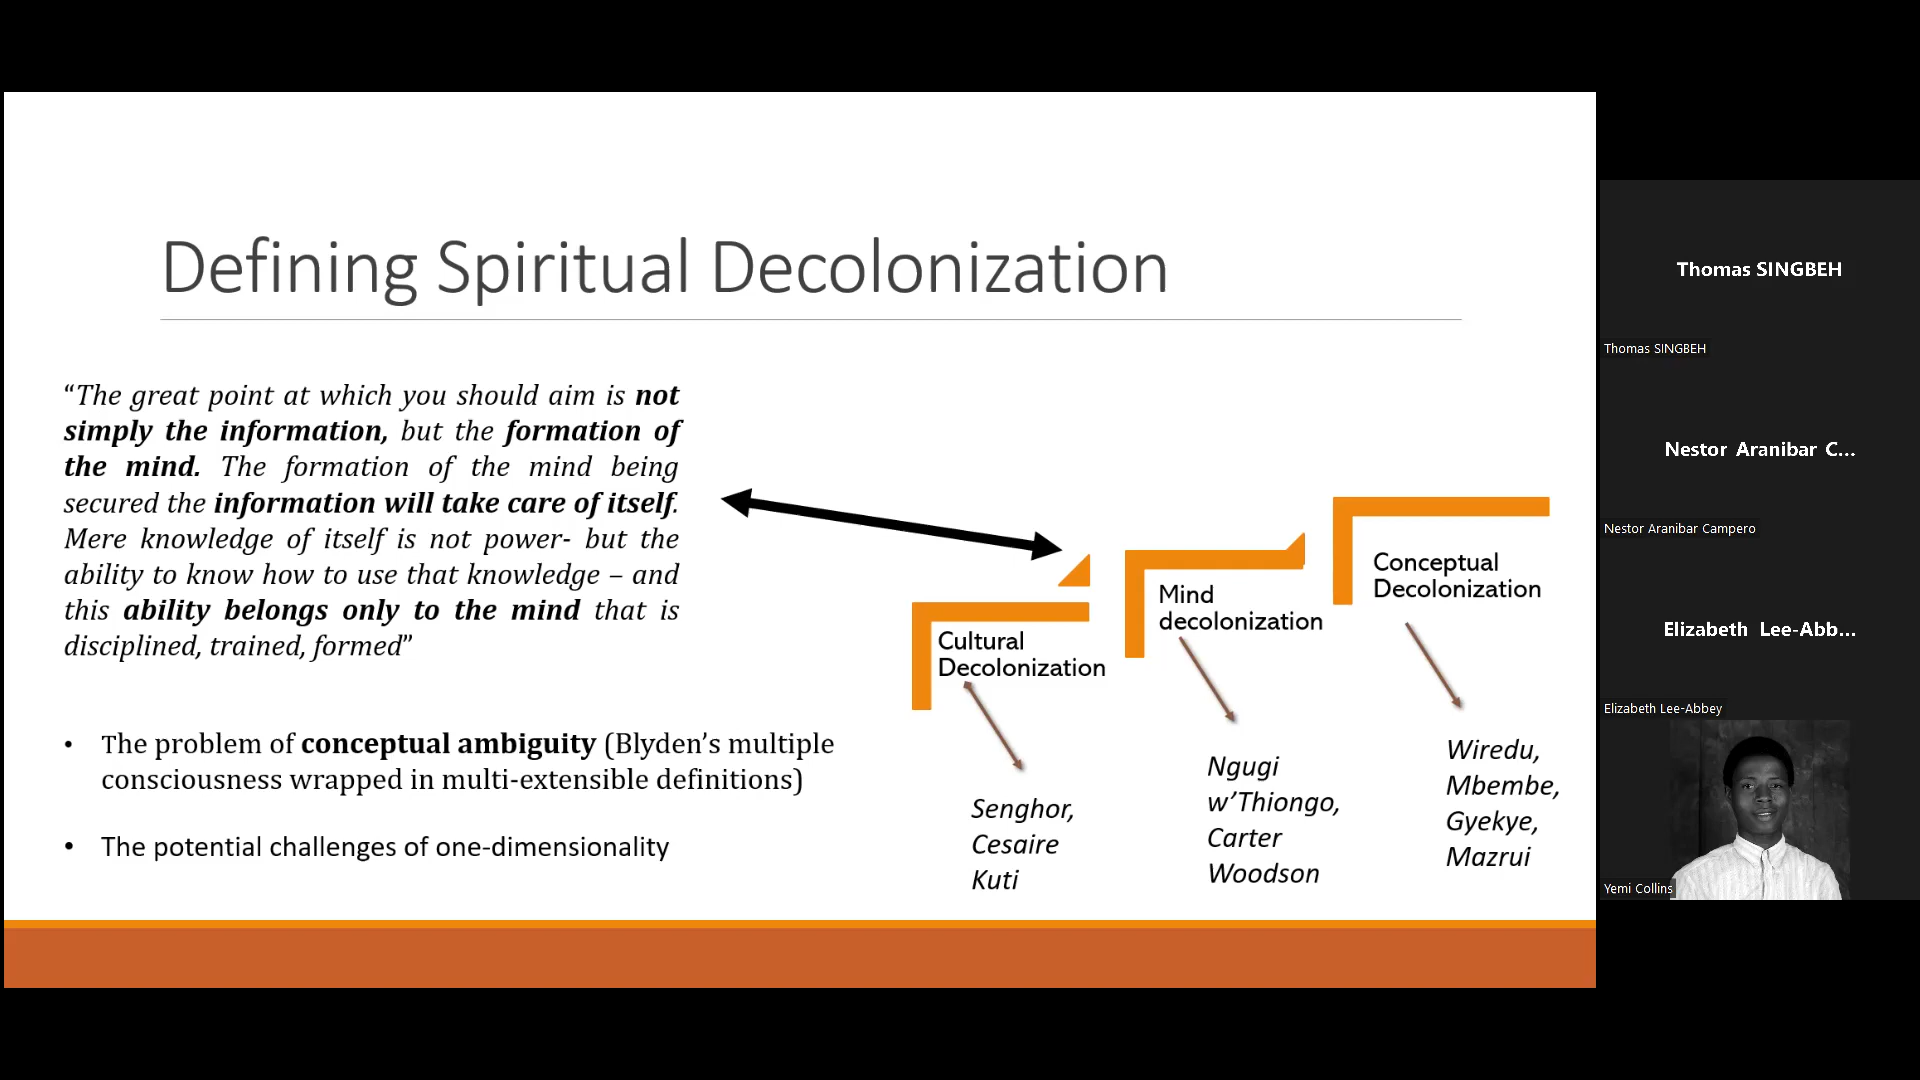 Defining Spiritual Decolonization
“The great point at which you should aim is not
simply the information, but the formation of
the mind. The formation of the mind being
secured the information will take care of itself.
Mere knowledge of itself is not power- but the
ability to know how to use that knowledge – and
this ability belongs only to the mind that is
disciplined, trained, formed”
• The problem of conceptual ambiguity (Blyden’s multiple
consciousness wrapped in multi-extensible definitions)
• The potential challenges of one-dimensionality
Cultural
Decolonization
Senghor,
Cesaire
Kuti
Mind
decolonization
Ngugi
w’Thiongo,
Carter
Woodson
Conceptual
Decolonization
Wiredu,
Mbembe,
Gyekye,
Mazrui
Thomas SINGBEH
Thomas SINGBEH
Nestor Aranibar C...
Nestor Aranibar Campero
Elizabeth Lee-Abb...
Elizabeth Lee-Abbey
Yemi Collins